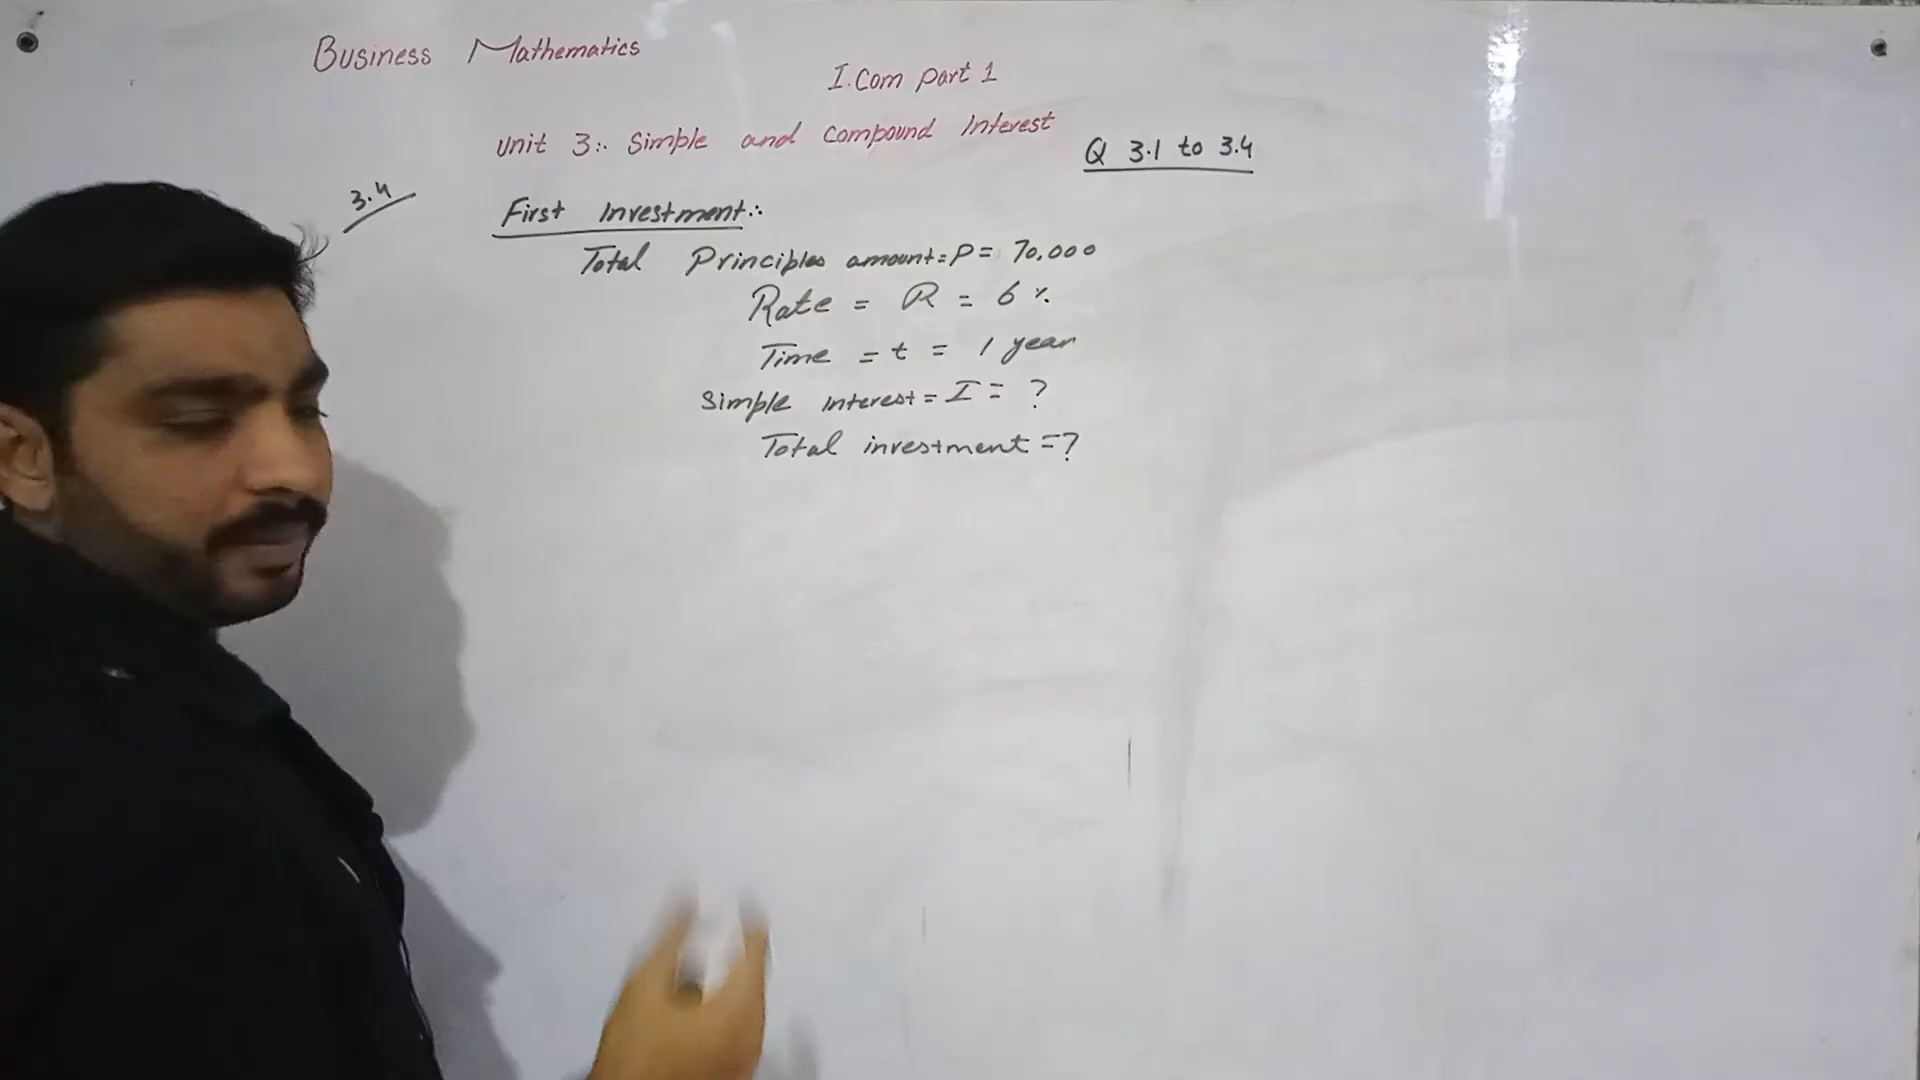 Business Mathematics
I.Com part 1
Unit 3:. Simple and Compound Interest
Q 3.1 to 3.4
3.4
First Investment:.
Total Principles amount = P = 70,000
Rate = R = 6 %
Time = t = 1 year
Simple interest = I = ?
Total investment = ?